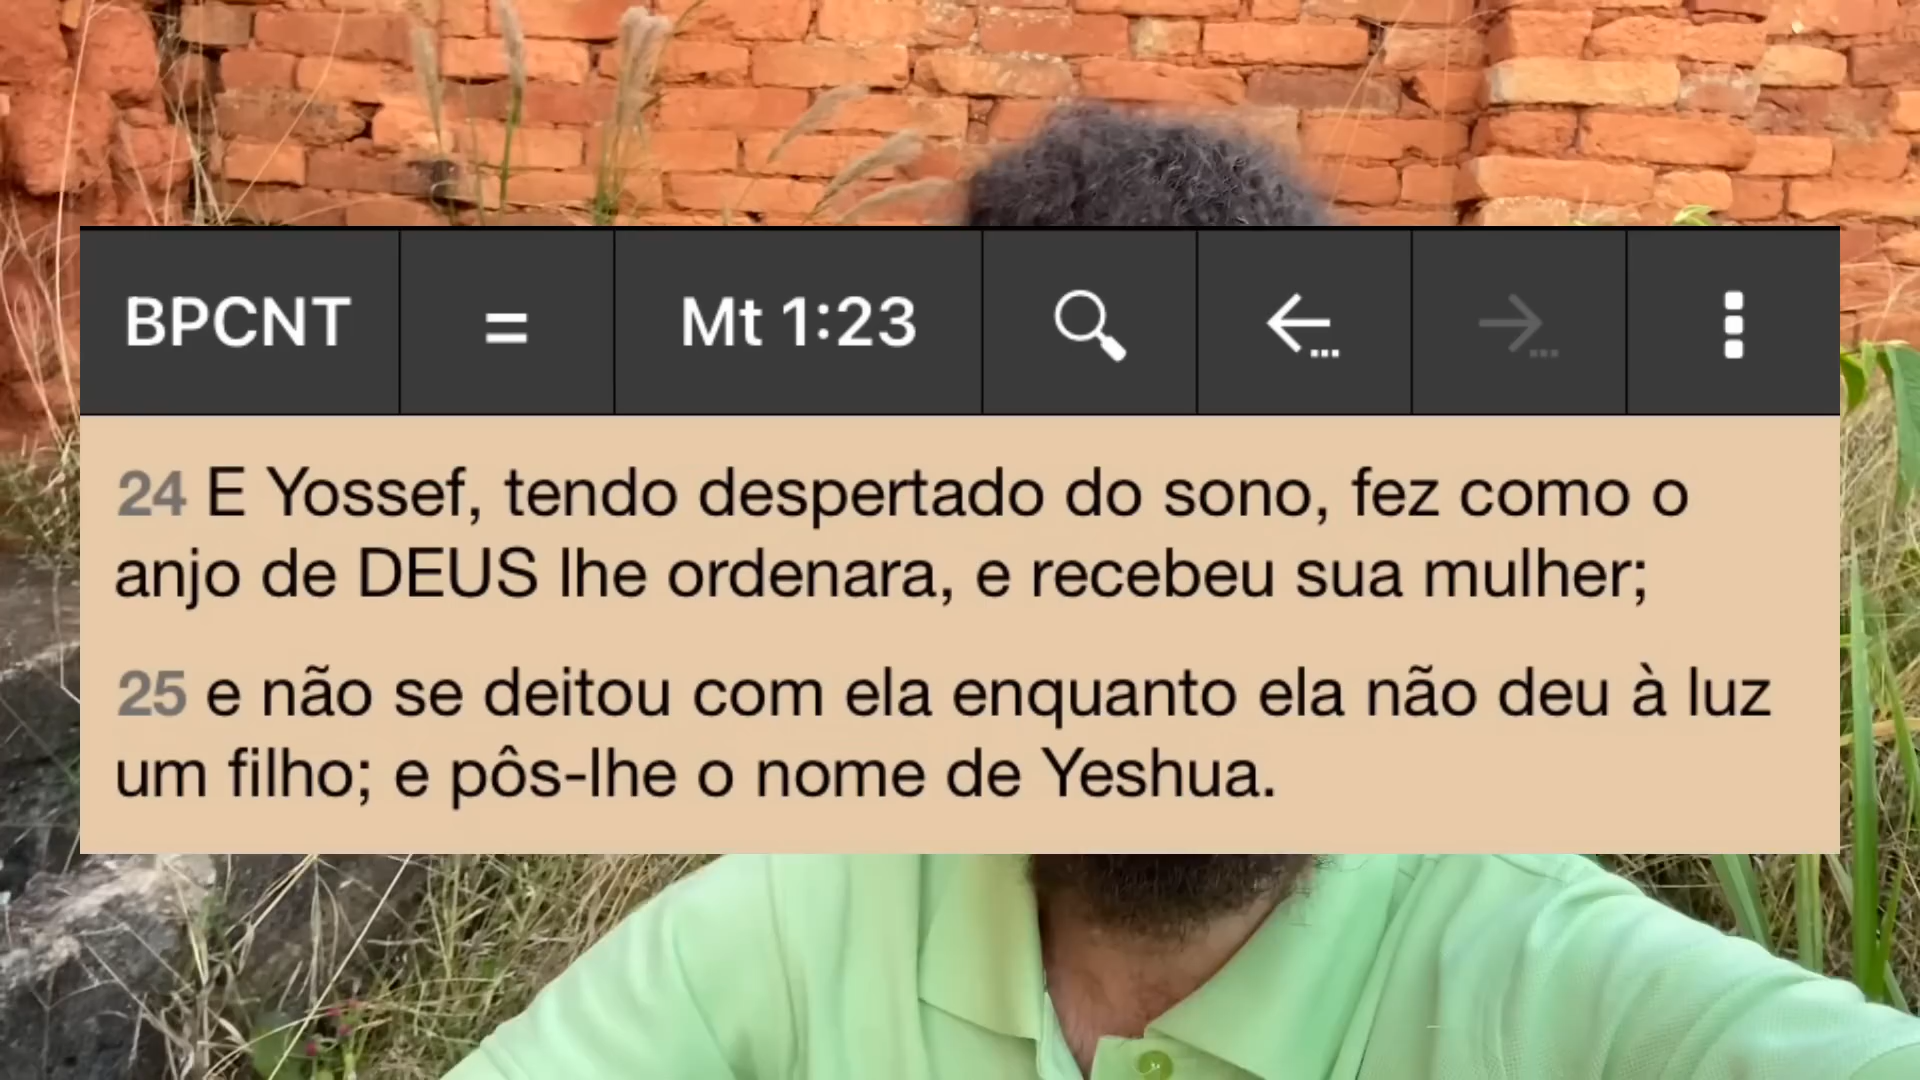 BPCNT = Mt 1:23
24 E Yossef, tendo despertado do sono, fez como o
anjo de DEUS lhe ordenara, e recebeu sua mulher;
25 e não se deitou com ela enquanto ela não deu à luz
um filho; e pôs-lhe o nome de Yeshua.